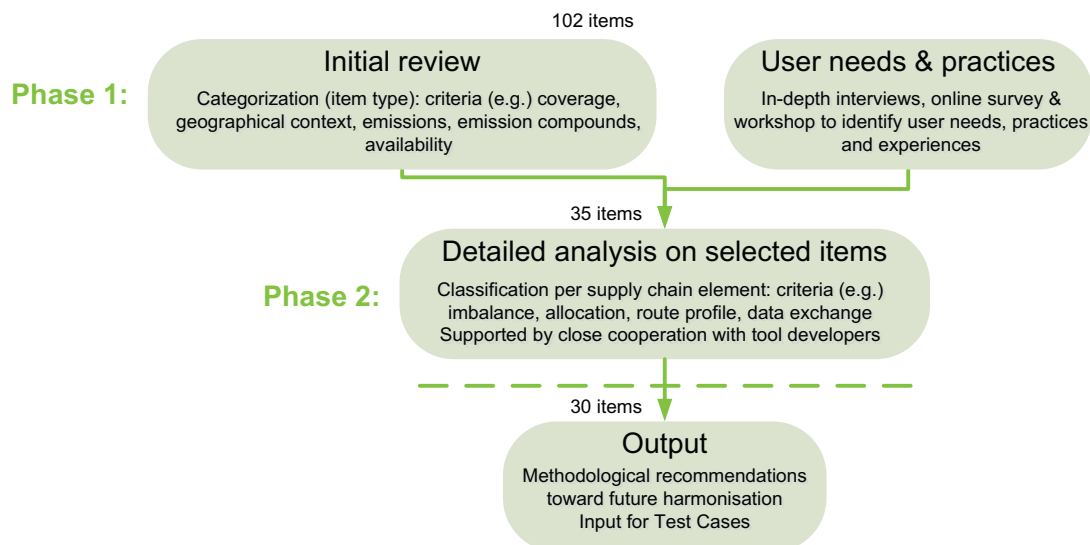 102 items
Phase 1:
Initial review
Categorization (item type): criteria (e.g.) coverage,
geographical context, emissions, emission compounds,
availability
User needs & practices
In-depth interviews, online survey &
workshop to identify user needs, practices
and experiences
35 items
Phase 2:
Detailed analysis on selected items
Classification per supply chain element: criteria (e.g.)
imbalance, allocation, route profile, data exchange
Supported by close cooperation with tool developers
30 items
Output
Methodological recommendations
toward future harmonisation
Input for Test Cases